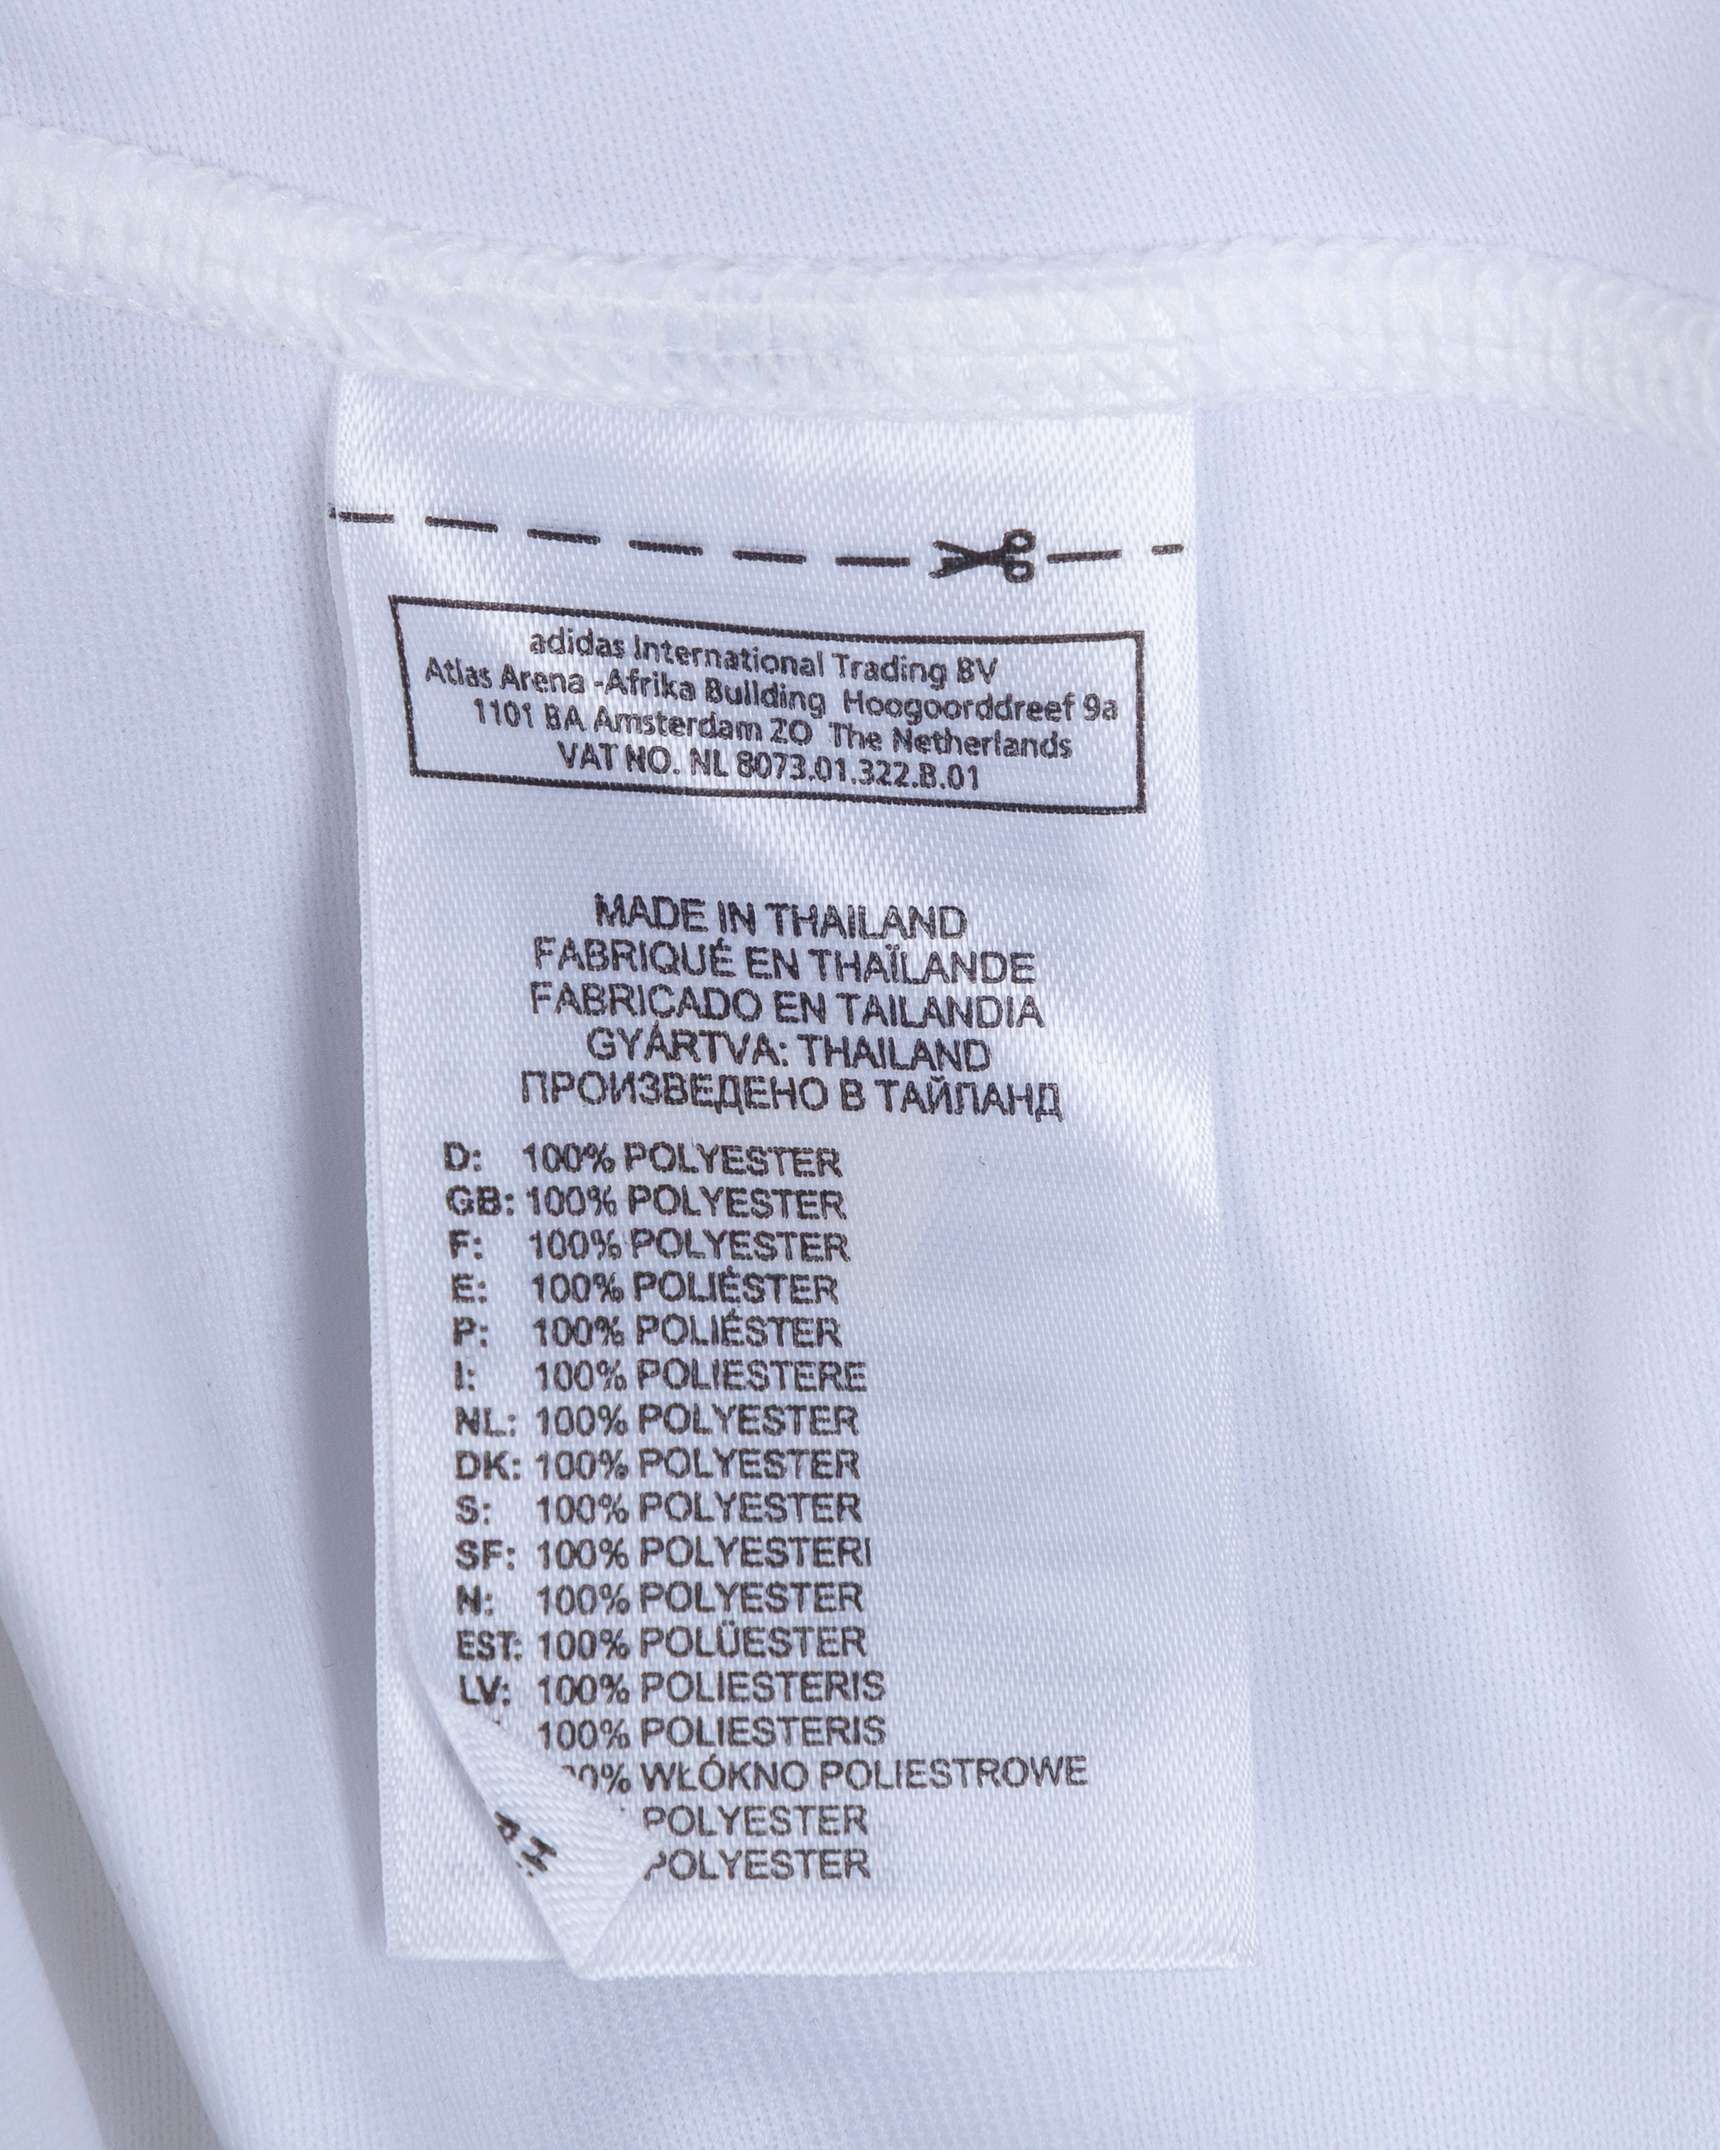 adidas International Trading BV
Atlas Arena -Afrika Building Hoogoorddreef 9a
1101 BA Amsterdam ZO The Netherlands
VAT NO. NL 8073.01.322.B.01
MADE IN THAILAND
FABRIQUÉ EN THAÏLANDE
FABRICADO EN TAILANDIA
GYÁRTVA: THAILAND
ПРОИЗВЕДЕНО В ТАЙЛАНД
D: 100% POLYESTER
GB: 100% POLYESTER
F: 100% POLYESTER
E: 100% POLIÉSTER
P: 100% POLIÉSTER
I: 100% POLIESTERE
NL: 100% POLYESTER
DK: 100% POLYESTER
S: 100% POLYESTER
SF: 100% POLYESTERI
N: 100% POLYESTER
EST: 100% POLÜESTER
LV: 100% POLIESTERIS
100% POLIESTERIS
WŁÓKNO POLIESTROWE
POLYESTER
POLYESTER